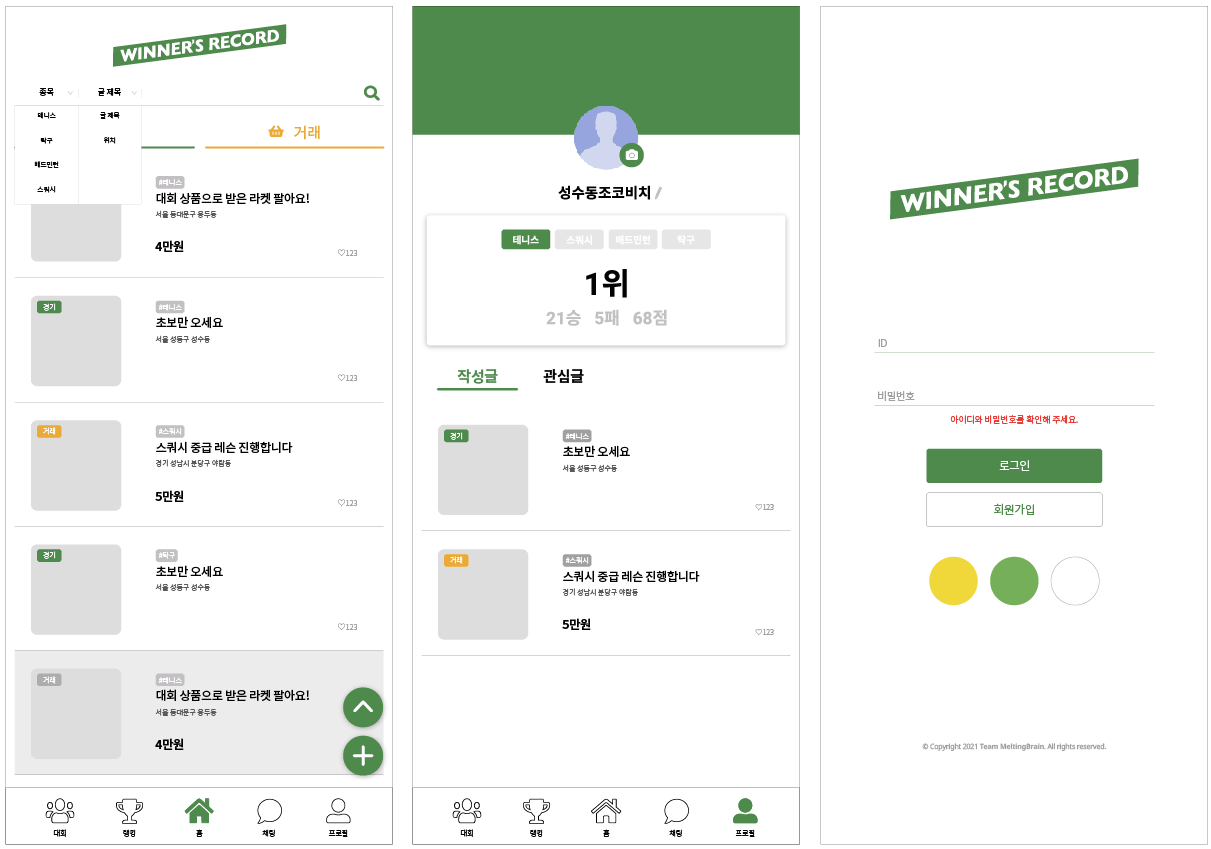 WINNER'S RECORD
종목 글 제목
테니스 글 제목
탁구 위치
배드민턴
스쿼시
거래
#테니스
대회 상품으로 받은 라켓 팔아요!
서울 동대문구 용두동
4만원
♡123
경기
#테니스
초보만 오세요
서울 성동구 성수동
♡123
거래
#스쿼시
스쿼시 중급 레슨 진행합니다
경기 성남시 분당구 야탑동
5만원
♡123
경기
#탁구
초보만 오세요
서울 성동구 성수동
♡123
거래
#테니스
대회 상품으로 받은 라켓 팔아요!
서울 동대문구 용두동
4만원
대회 랭킹 홈 채팅 프로필
성수동조코비치
테니스 스쿼시 배드민턴 탁구
1위
21승 5패 68점
작성글 관심글
경기
#테니스
초보만 오세요
서울 성동구 성수동
♡123
거래
#스쿼시
스쿼시 중급 레슨 진행합니다
경기 성남시 분당구 야탑동
5만원
♡123
대회 랭킹 홈 채팅 프로필
WINNER'S RECORD
ID
비밀번호
아이디와 비밀번호를 확인해 주세요.
로그인
회원가입
© Copyright 2021 Team MeltingBrain. All rights reserved.